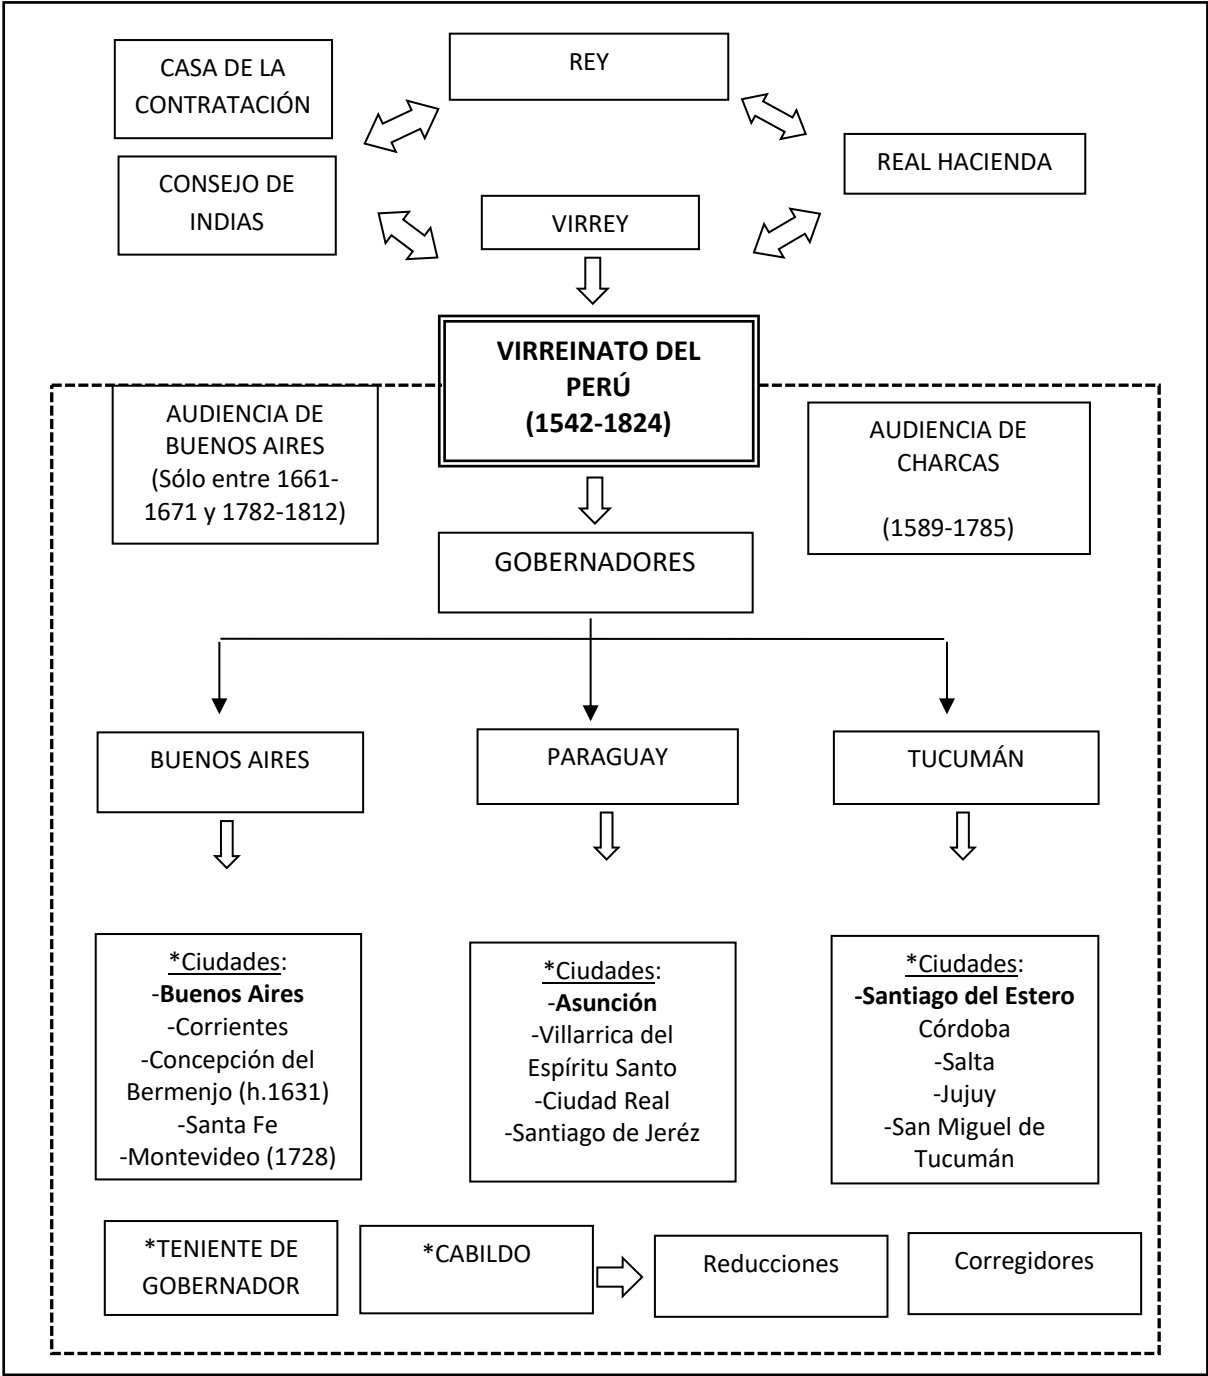 CASA DE LA
CONTRATACIÓN
REY
REAL HACIENDA
CONSEJO DE
INDIAS
VIRREY
VIRREINATO DEL
PERÚ
(1542-1824)
AUDIENCIA DE
BUENOS AIRES
(Sólo entre 1661-
1671 y 1782-1812)
AUDIENCIA DE
CHARCAS
(1589-1785)
GOBERNADORES
BUENOS AIRES
PARAGUAY
TUCUMÁN
*Ciudades:
-Buenos Aires
-Corrientes
-Concepción del
Bermenjo (h.1631)
-Santa Fe
-Montevideo (1728)
*Ciudades:
-Asunción
-Villarrica del
Espíritu Santo
-Ciudad Real
-Santiago de Jeréz
*Ciudades:
-Santiago del Estero
Córdoba
-Salta
-Jujuy
-San Miguel de
Tucumán
*TENIENTE DE
GOBERNADOR
*CABILDO
Reducciones
Corregidores